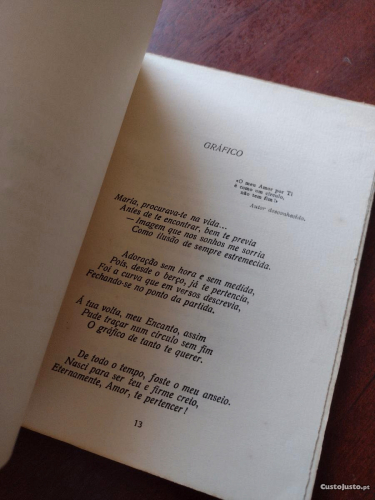 GRÁFICO
«O meu Amor por Ti
é como um círculo,
não tem fim!»
Autor desconhecido.
Maria, procurava-te na vida...
Antes de te encontrar, bem te previa
— Imagem que nos sonhos me sorria
Como ilusão de sempre estremecida.
Adoração sem hora e sem medida,
Pois, desde o berço, já te pertencia,
Foi a curva que em versos descrevia,
Fechando-se no ponto da partida.
À tua volta, meu Encanto, assim
Pude traçar num círculo sem fim
O gráfico de tanto te querer.
De todo o tempo, foste o meu anseio.
Nasci para ser teu e firme creio,
Eternamente, Amor, te pertencer!
13
CustoJusto.pt